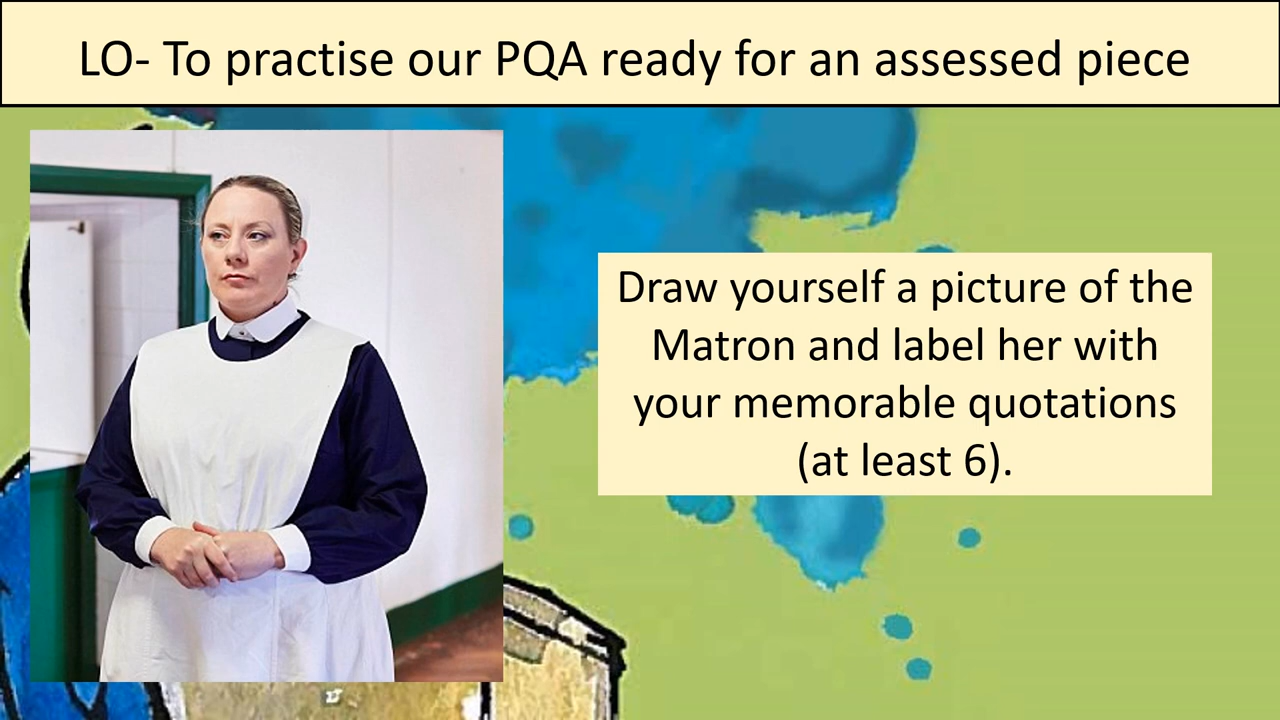 LO- To practise our PQA ready for an assessed piece
Draw yourself a picture of the
Matron and label her with
your memorable quotations
(at least 6).